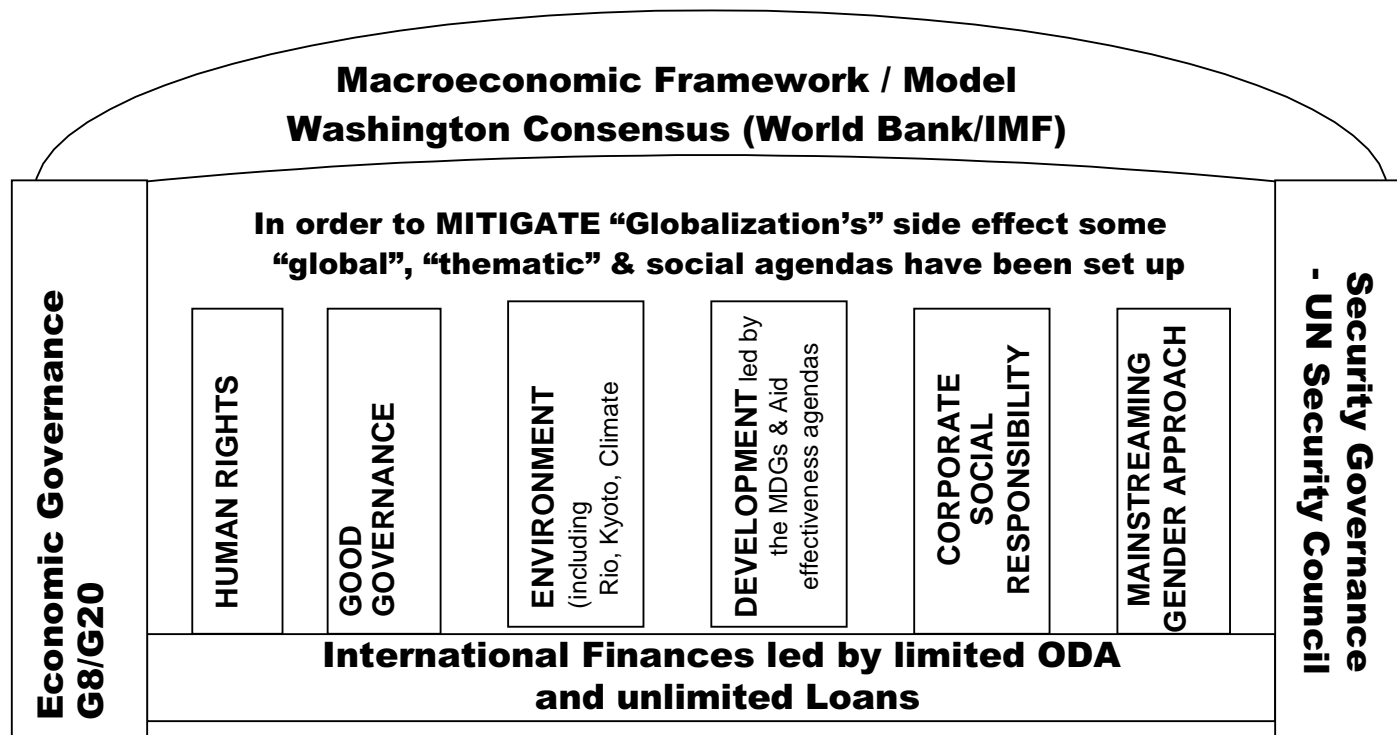 Macroeconomic Framework / Model
Washington Consensus (World Bank/IMF)
Economic Governance
G8/G20
In order to MITIGATE “Globalization’s” side effect some
“global”, “thematic” & social agendas have been set up
HUMAN RIGHTS
GOOD
GOVERNANCE
ENVIRONMENT
(including
Rio, Kyoto, Climate
DEVELOPMENT led by
the MDGs & Aid
effectiveness agendas
CORPORATE
SOCIAL
RESPONSIBILITY
MAINSTREAMING
GENDER APPROACH
International Finances led by limited ODA
and unlimited Loans
Security Governance
- UN Security Council